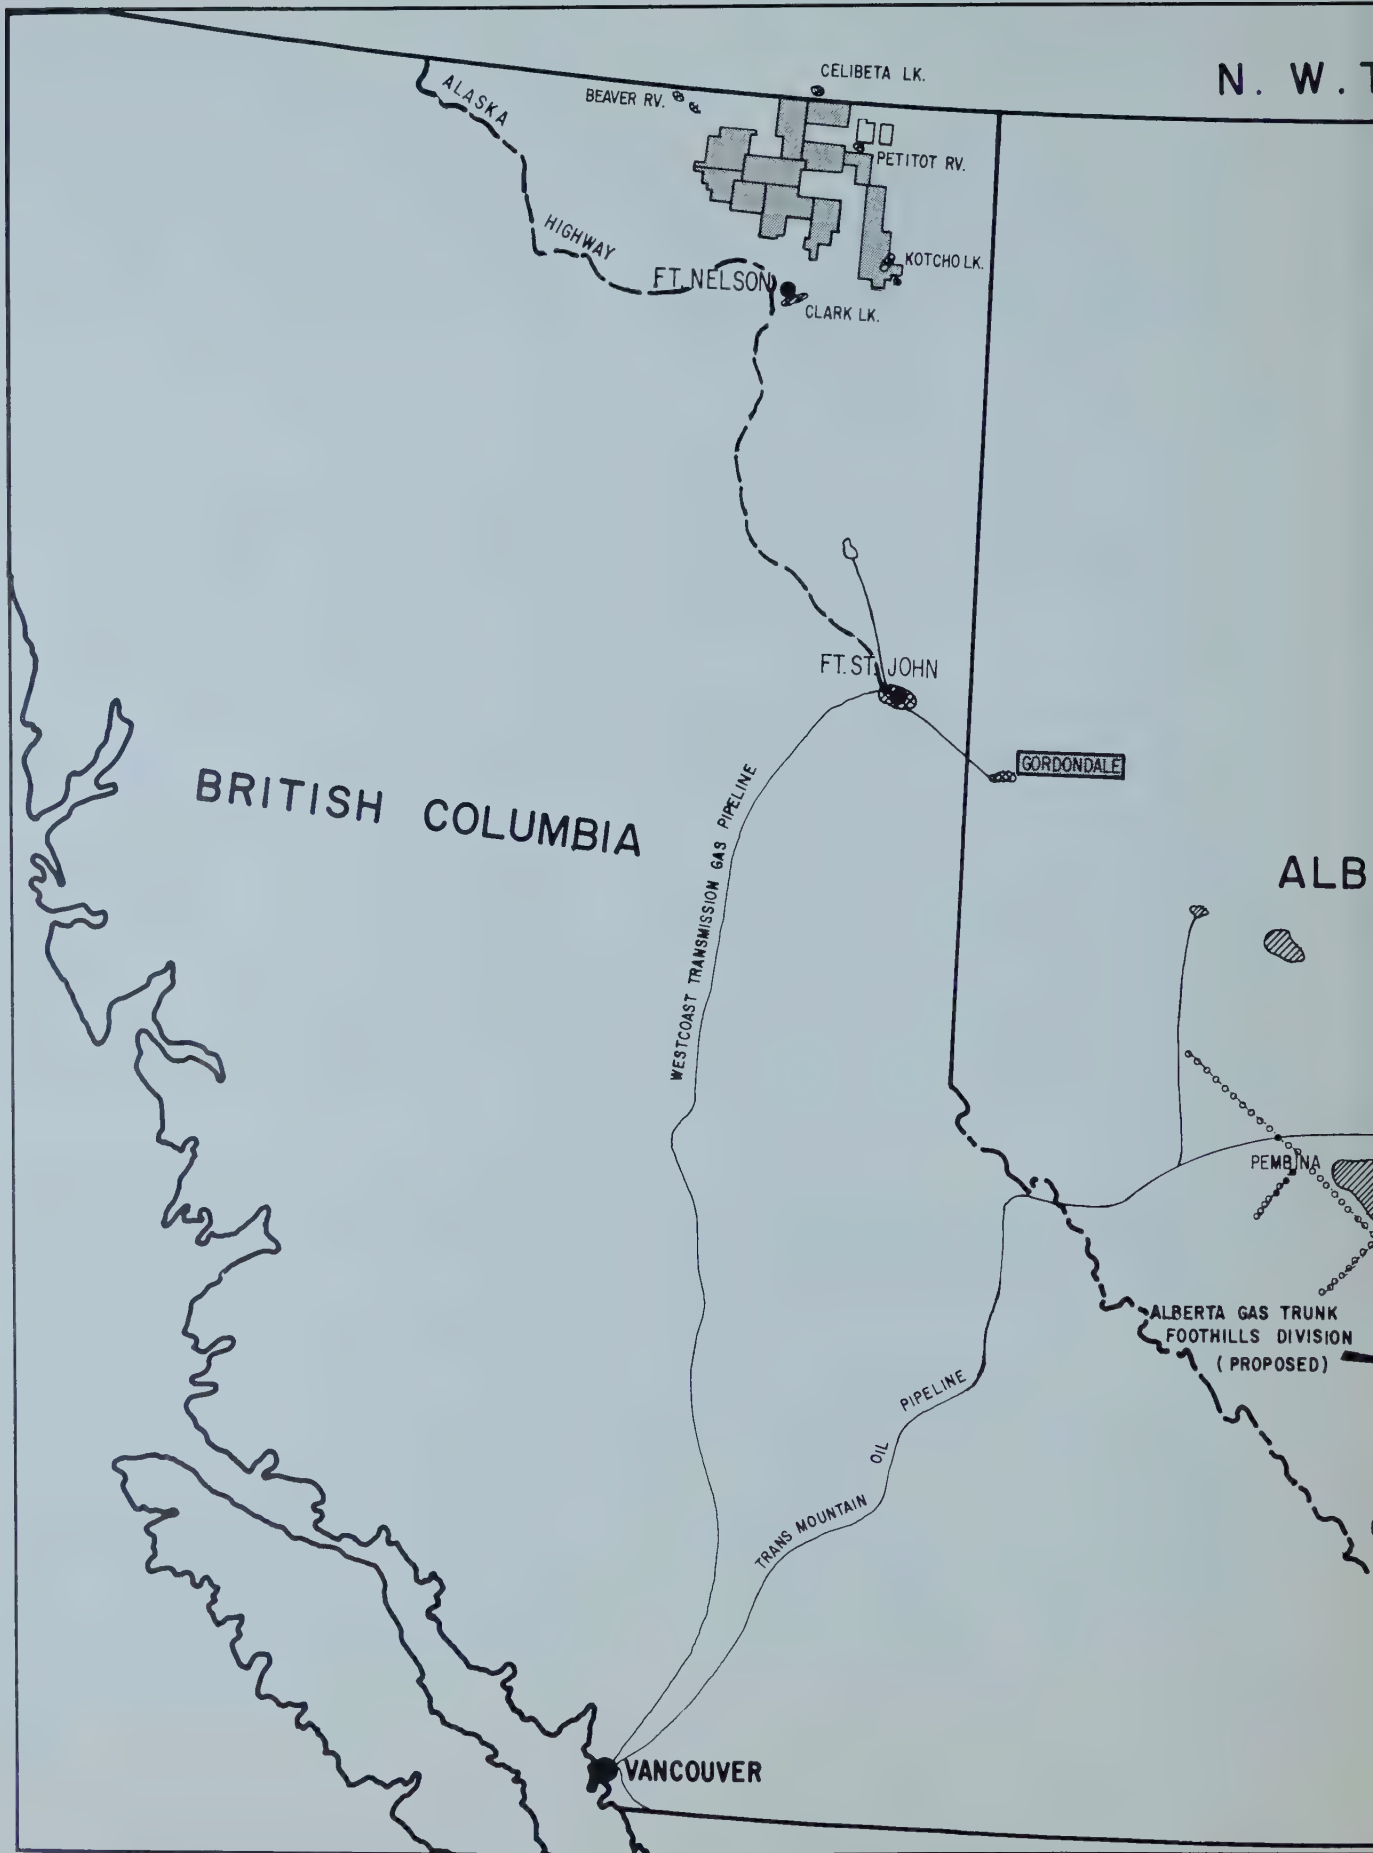 N. W. T
CELIBETA LK.
BEAVER RV.
ALASKA
PETITOT RV.
HIGHWAY
KOTCHO LK.
FT. NELSON
CLARK LK.
FT. ST. JOHN
GORDONDALE
BRITISH COLUMBIA
WESTCOAST TRANSMISSION GAS PIPELINE
ALB
PEMBINA
ALBERTA GAS TRUNK
FOOTHILLS DIVISION
( PROPOSED )
TRANS MOUNTAIN OIL PIPELINE
VANCOUVER